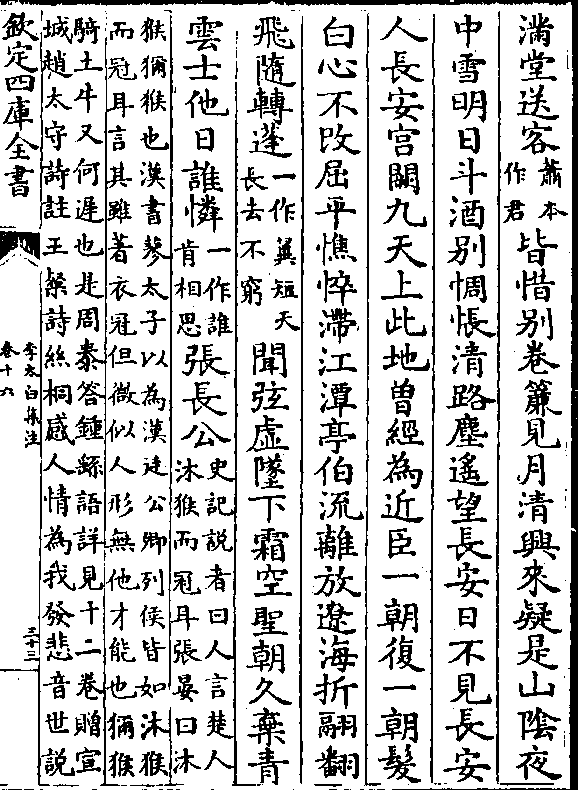 滿堂送客蕭本作君皆惜别卷簾見月清興來疑是山隂夜
中雪明日斗酒别惆悵清路塵遙望長安日不見長安
人長安宫闕九天上此地曾經為近臣一朝復一朝髮
白心不改屈平憔悴滯江潭亭伯流離放遼海折翮翻
飛隨轉蓬一作翼短天長去不窮聞弦虛墜下霜空聖朝久棄青
雲士他日誰憐一作誰肯相思張長公史記説者曰人言楚人沐猴而冠耳張晏曰沐
猴獼猴也漢書蓼太子以為漢廷公卿列侯皆如沐猴
而冠耳言其雖著衣冠但微似人形無他才能也獼猴
騎土牛又何遲也是周泰答鍾繇語詳見十二卷贈宣
城趙太守詩註王粲詩絲桐感人情為我發悲音世説
欽定四庫全書
李太白集注
卷十六
三十三